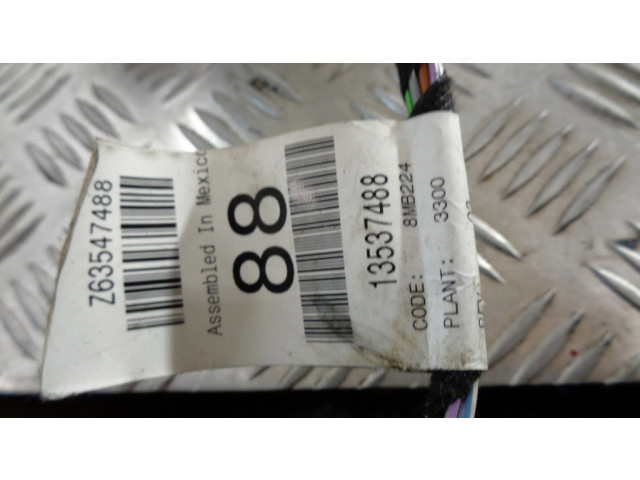 Z63547488
Assembled In Mexico
88
13537488
CODE: 8MB224
PLANT: 3300